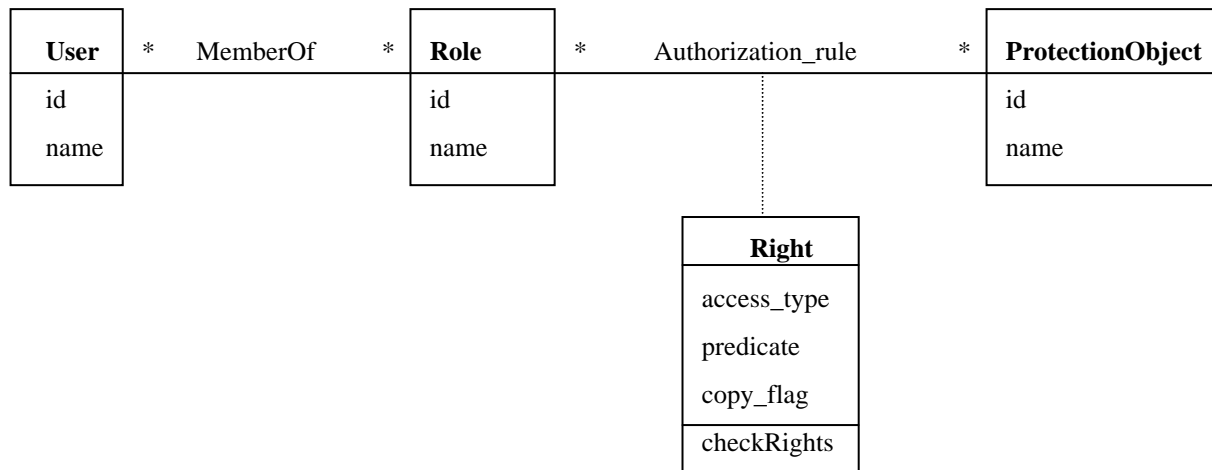 User * MemberOf * Role * Authorization_rule * ProtectionObject
id id id
name name name
Right
access_type
predicate
copy_flag
checkRights